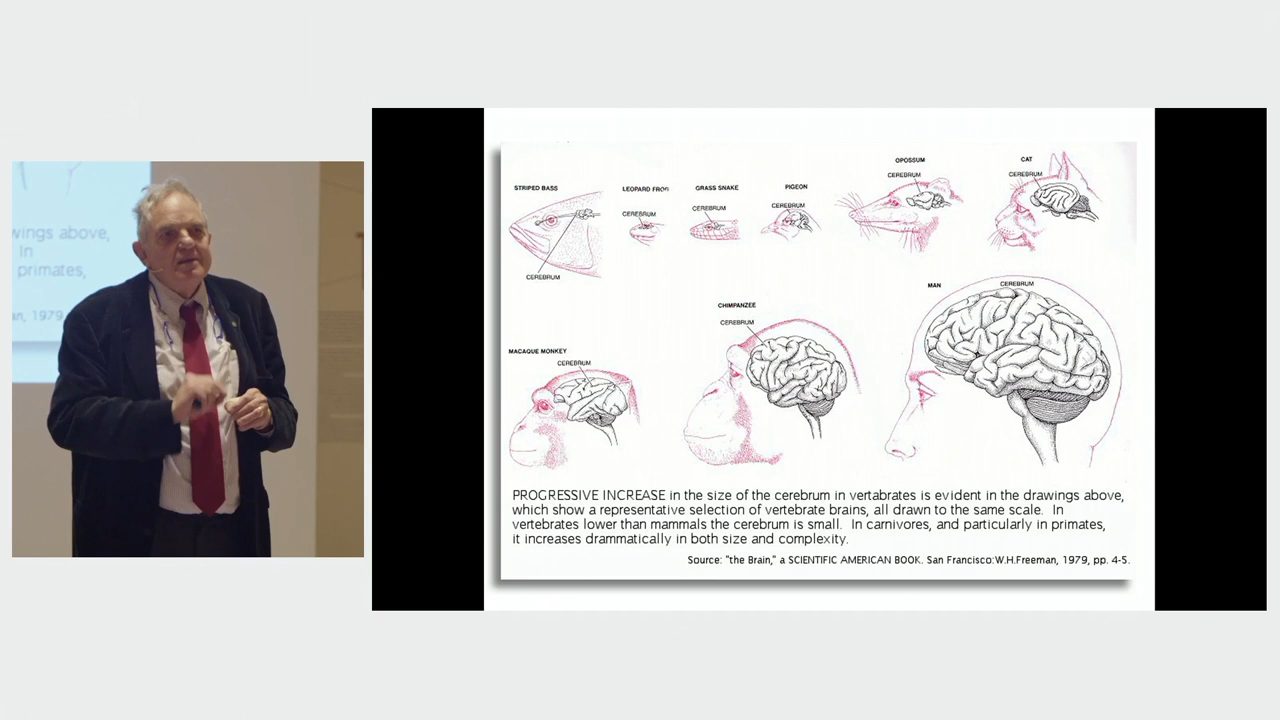 wings above,
In
primates,
an, 1979
STRIPED BASS
CEREBRUM
LEOPARD FROG
CEREBRUM
GRASS SNAKE
CEREBRUM
PIGEON
CEREBRUM
OPOSSUM
CEREBRUM
CAT
CEREBRUM
MACAQUE MONKEY
CEREBRUM
CHIMPANZEE
CEREBRUM
MAN
CEREBRUM
PROGRESSIVE INCREASE in the size of the cerebrum in vertabrates is evident in the drawings above,
which show a representative selection of vertebrate brains, all drawn to the same scale. In
vertebrates lower than mammals the cerebrum is small. In carnivores, and particularly in primates,
it increases drammatically in both size and complexity.
Source: "the Brain," a SCIENTIFIC AMERICAN BOOK. San Francisco:W.H.Freeman, 1979, pp. 4-5.